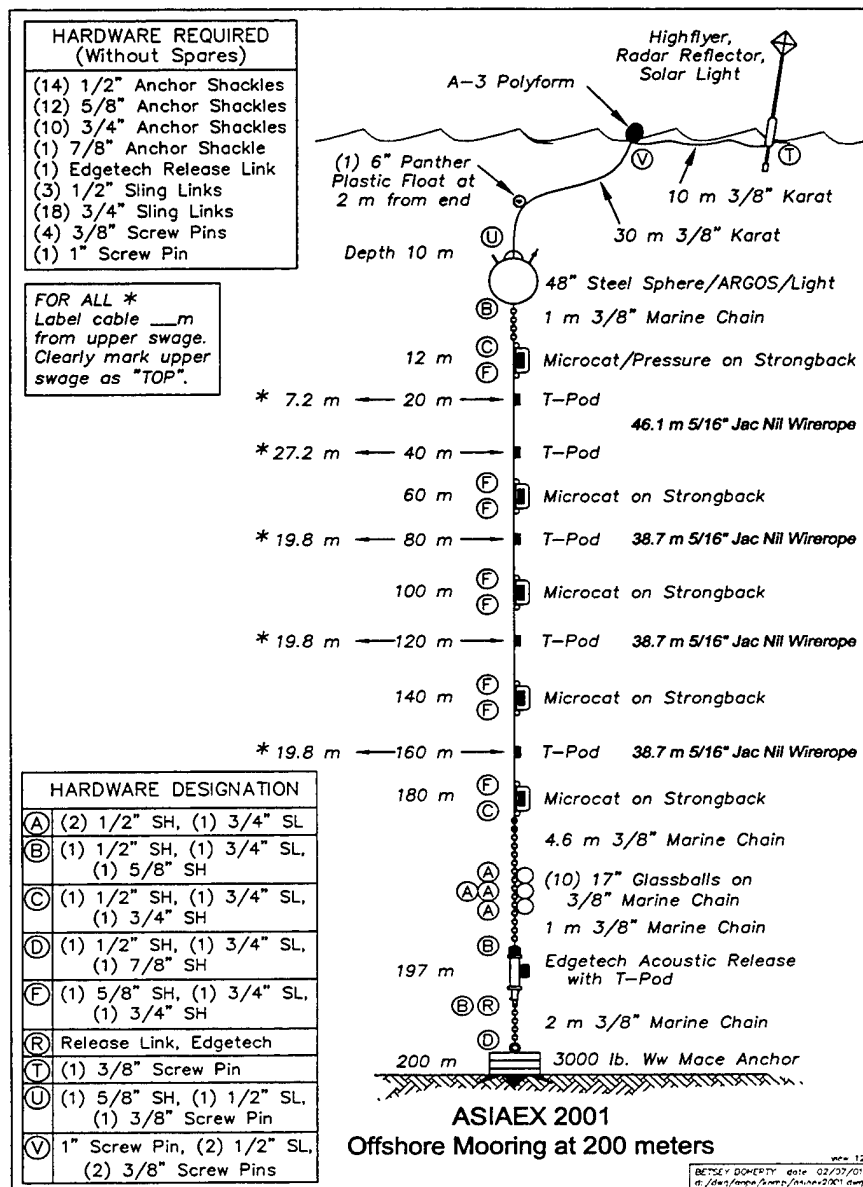 HARDWARE REQUIRED
(Without Spares)
(14) 1/2" Anchor Shackles
(12) 5/8" Anchor Shackles
(10) 3/4" Anchor Shackles
(1) 7/8" Anchor Shackle
(1) Edgetech Release Link
(3) 1/2" Sling Links
(18) 3/4" Sling Links
(4) 3/8" Screw Pins
(1) 1" Screw Pin
FOR ALL *
Label cable __m
from upper swage.
Clearly mark upper
swage as "TOP".
Highflyer,
Radar Reflector,
Solar Light
A-3 Polyform
V
T
(1) 6" Panther
Plastic Float at
2 m from end
10 m 3/8" Karat
30 m 3/8" Karat
U
Depth 10 m
48" Steel Sphere/ARGOS/Light
B
1 m 3/8" Marine Chain
C
12 m
Microcat/Pressure on Strongback
F
* 7.2 m
20 m
T-Pod
46.1 m 5/16" Jac Nil Wirerope
* 27.2 m
40 m
T-Pod
F
60 m
Microcat on Strongback
F
* 19.8 m
80 m
T-Pod
38.7 m 5/16" Jac Nil Wirerope
F
100 m
Microcat on Strongback
F
* 19.8 m
120 m
T-Pod
38.7 m 5/16" Jac Nil Wirerope
F
140 m
Microcat on Strongback
F
* 19.8 m
160 m
T-Pod
38.7 m 5/16" Jac Nil Wirerope
F
180 m
Microcat on Strongback
C
4.6 m 3/8" Marine Chain
A
A A
A
(10) 17" Glassballs on
3/8" Marine Chain
1 m 3/8" Marine Chain
B
197 m
Edgetech Acoustic Release
with T-Pod
B R
2 m 3/8" Marine Chain
D
200 m
3000 lb. Ww Mace Anchor
HARDWARE DESIGNATION
A (2) 1/2" SH, (1) 3/4" SL
B (1) 1/2" SH, (1) 3/4" SL,
(1) 5/8" SH
C (1) 1/2" SH, (1) 3/4" SL,
(1) 3/4" SH
D (1) 1/2" SH, (1) 3/4" SL,
(1) 7/8" SH
F (1) 5/8" SH, (1) 3/4" SL,
(1) 3/4" SH
R Release Link, Edgetech
T (1) 3/8" Screw Pin
U (1) 5/8" SH, (1) 1/2" SL,
(1) 3/8" Screw Pin
V 1" Screw Pin, (2) 1/2" SL,
(2) 3/8" Screw Pins
ASIAEX 2001
Offshore Mooring at 200 meters
BETSEY DOHERTY date 02/07/01